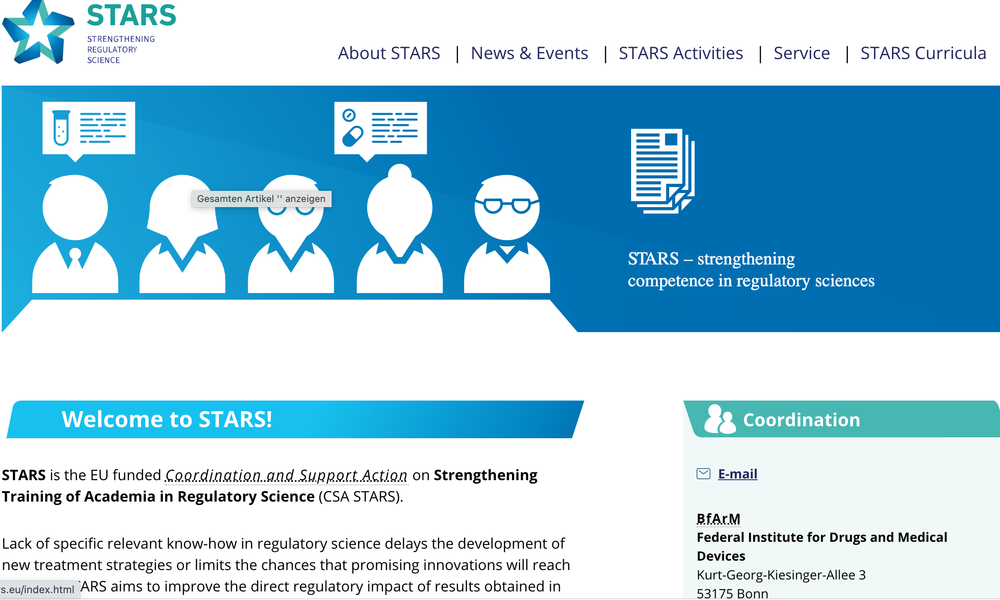 STARS
STRENGTHENING
REGULATORY
SCIENCE
About STARS | News & Events | STARS Activities | Service | STARS Curricula
Gesamten Artikel '' anzeigen
STARS – strengthening
competence in regulatory sciences
Welcome to STARS!
STARS is the EU funded Coordination and Support Action on Strengthening
Training of Academia in Regulatory Science (CSA STARS).
Lack of specific relevant know-how in regulatory science delays the development of
new treatment strategies or limits the chances that promising innovations will reach
ARS aims to improve the direct regulatory impact of results obtained in
s.eu/index.html
Coordination
E-mail
BfArM
Federal Institute for Drugs and Medical
Devices
Kurt-Georg-Kiesinger-Allee 3
53175 Bonn